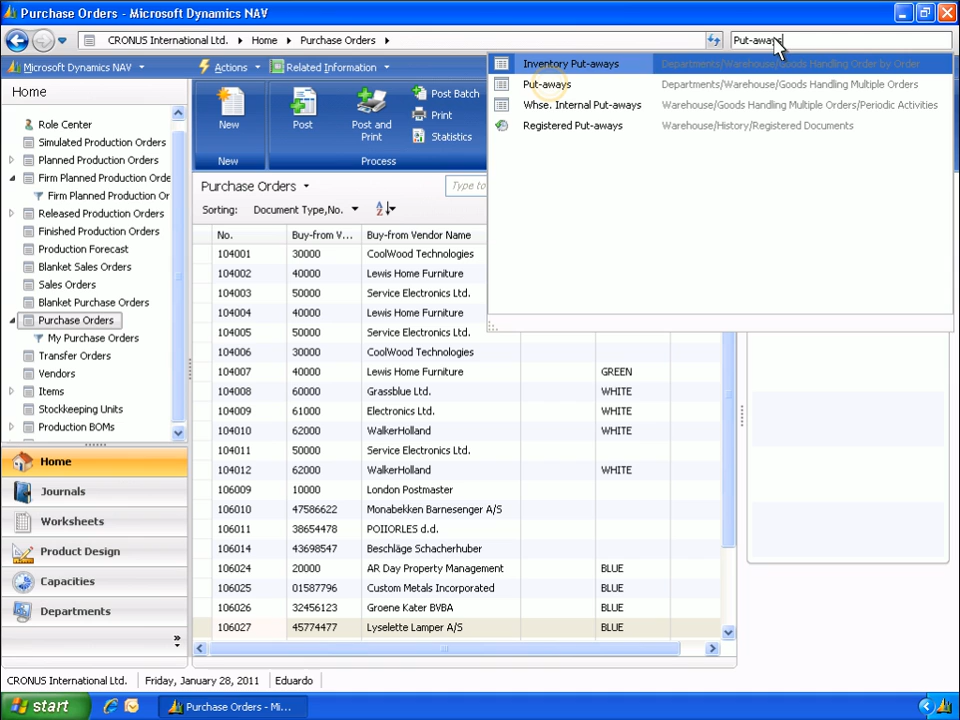 Purchase Orders - Microsoft Dynamics NAV
CRONUS International Ltd.
Home
Purchase Orders
Put-aways
Microsoft Dynamics NAV
Actions
Related Information
Inventory Put-aways
Departments/Warehouse/Goods Handling Order by Order
Put-aways
Departments/Warehouse/Goods Handling Multiple Orders
Whse. Internal Put-aways
Warehouse/Goods Handling Multiple Orders/Periodic Activities
Registered Put-aways
Warehouse/History/Registered Documents
Home
Role Center
Simulated Production Orders
Planned Production Orders
Firm Planned Production Orde
Firm Planned Production Or
Released Production Orders
Finished Production Orders
Production Forecast
Blanket Sales Orders
Sales Orders
Blanket Purchase Orders
Purchase Orders
My Purchase Orders
Transfer Orders
Vendors
Items
Stockkeeping Units
Production BOMs
Home
Journals
Worksheets
Product Design
Capacities
Departments
New
Post
Post and
Print
Post Batch
Print
Statistics
New
Process
Purchase Orders
Type to
Sorting:
Document Type,No.
A
Z
No. Buy-from V... Buy-from Vendor Name
104001 30000 CoolWood Technologies
104002 40000 Lewis Home Furniture
104003 50000 Service Electronics Ltd.
104004 40000 Lewis Home Furniture
104005 50000 Service Electronics Ltd.
104006 30000 CoolWood Technologies
104007 40000 Lewis Home Furniture GREEN
104008 60000 Grassblue Ltd. WHITE
104009 61000 Electronics Ltd. WHITE
104010 62000 WalkerHolland WHITE
104011 50000 Service Electronics Ltd.
104012 62000 WalkerHolland WHITE
106009 10000 London Postmaster
106010 47586622 Monabekken Barnesenger A/S
106011 38654478 POIIORLES d.d.
106014 43698547 Beschläge Schacherhuber
106024 20000 AR Day Property Management BLUE
106025 01587796 Custom Metals Incorporated BLUE
106026 32456123 Groene Kater BVBA BLUE
106027 45774477 Lyselette Lamper A/S BLUE
CRONUS International Ltd.
Friday, January 28, 2011
Eduardo
start
Purchase Orders - Mi...